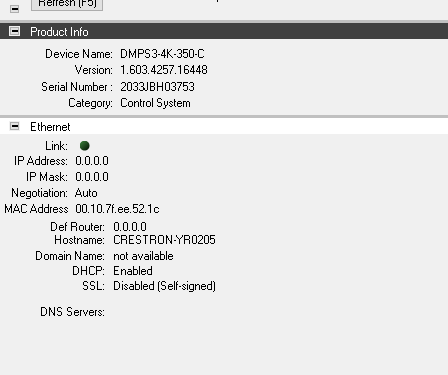 Refresh (F5)
Product Info
Device Name: DMPS3-4K-350-C
Version: 1.603.4257.16448
Serial Number : 2033JBH03753
Category: Control System
Ethernet
Link:
IP Address: 0.0.0.0
IP Mask: 0.0.0.0
Negotiation: Auto
MAC Address 00.10.7f.ee.52.1c
Def Router: 0.0.0.0
Hostname: CRESTRON-YR0205
Domain Name: not available
DHCP: Enabled
SSL: Disabled (Self-signed)
DNS Servers: